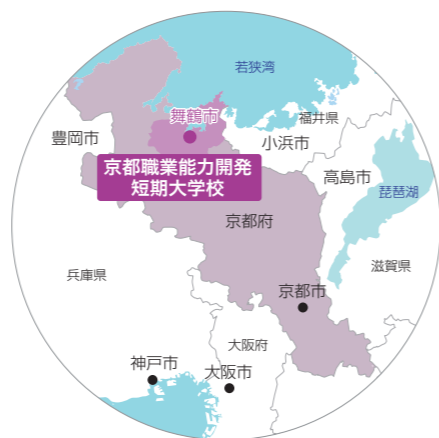 若狭湾
舞鶴市
福井県
豊岡市
小浜市
京都職業能力開発
短期大学校
高島市
琵琶湖
京都府
兵庫県
滋賀県
京都市
大阪府
神戸市
大阪市